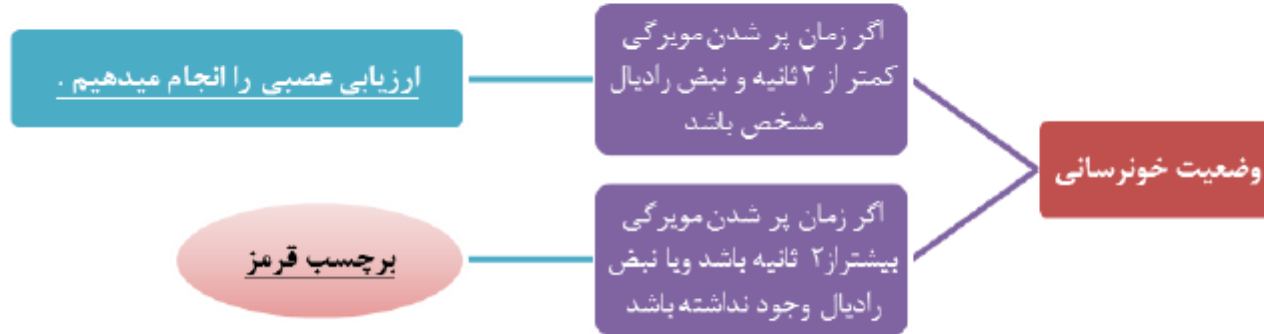 وضعیت خونرسانی
اگر زمان پر شدن مویرگی
کمتر از ۲ ثانیه و نبض رادیال
مشخص باشد
ارزیابی عصبی را انجام میدهیم .
اگر زمان پر شدن مویرگی
بیشتراز۲ ثانیه باشد ویا نبض
رادیال وجود نداشته باشد
برچسب قرمز